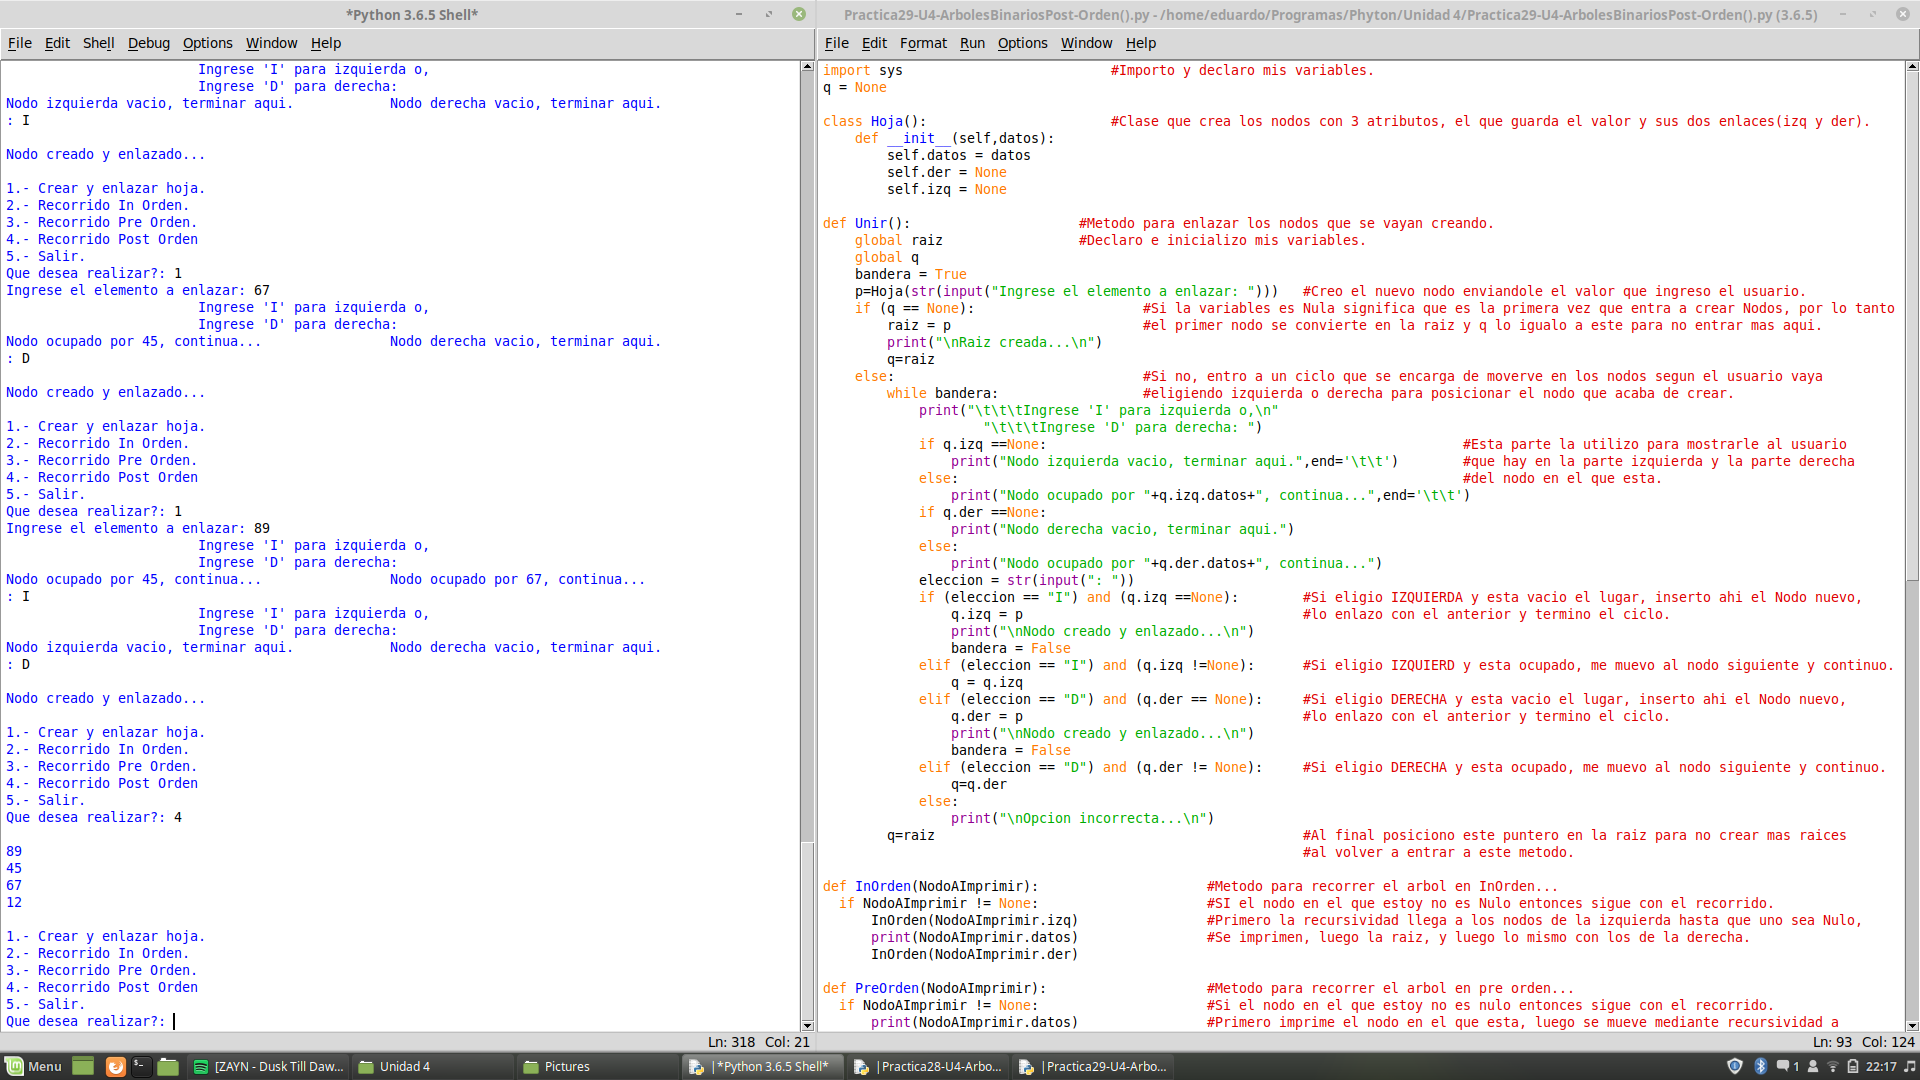 *Python 3.6.5 Shell*
File Edit Shell Debug Options Window Help
Ingrese 'I' para izquierda o,
Ingrese 'D' para derecha:
Nodo izquierda vacio, terminar aqui. Nodo derecha vacio, terminar aqui.
: I
Nodo creado y enlazado...
1.- Crear y enlazar hoja.
2.- Recorrido In Orden.
3.- Recorrido Pre Orden.
4.- Recorrido Post Orden
5.- Salir.
Que desea realizar?: 1
Ingrese el elemento a enlazar: 67
Ingrese 'I' para izquierda o,
Ingrese 'D' para derecha:
Nodo ocupado por 45, continua... Nodo derecha vacio, terminar aqui.
: D
Nodo creado y enlazado...
1.- Crear y enlazar hoja.
2.- Recorrido In Orden.
3.- Recorrido Pre Orden.
4.- Recorrido Post Orden
5.- Salir.
Que desea realizar?: 1
Ingrese el elemento a enlazar: 89
Ingrese 'I' para izquierda o,
Ingrese 'D' para derecha:
Nodo ocupado por 45, continua... Nodo ocupado por 67, continua...
: I
Ingrese 'I' para izquierda o,
Ingrese 'D' para derecha:
Nodo izquierda vacio, terminar aqui. Nodo derecha vacio, terminar aqui.
: D
Nodo creado y enlazado...
1.- Crear y enlazar hoja.
2.- Recorrido In Orden.
3.- Recorrido Pre Orden.
4.- Recorrido Post Orden
5.- Salir.
Que desea realizar?: 4
89
45
67
12
1.- Crear y enlazar hoja.
2.- Recorrido In Orden.
3.- Recorrido Pre Orden.
4.- Recorrido Post Orden
5.- Salir.
Que desea realizar?:
Ln: 318 Col: 21
Practica29-U4-ArbolesBinariosPost-Orden().py - /home/eduardo/Programas/Phyton/Unidad 4/Practica29-U4-ArbolesBinariosPost-Orden().py (3.6.5)
File Edit Format Run Options Window Help
import sys #Importo y declaro mis variables.
q = None
class Hoja(): #Clase que crea los nodos con 3 atributos, el que guarda el valor y sus dos enlaces(izq y der).
def __init__(self,datos):
self.datos = datos
self.der = None
self.izq = None
def Unir(): #Metodo para enlazar los nodos que se vayan creando.
global raiz #Declaro e inicializo mis variables.
global q
bandera = True
p=Hoja(str(input("Ingrese el elemento a enlazar: "))) #Creo el nuevo nodo enviandole el valor que ingreso el usuario.
if (q == None): #Si la variables es Nula significa que es la primera vez que entra a crear Nodos, por lo tanto
raiz = p #el primer nodo se convierte en la raiz y q lo igualo a este para no entrar mas aqui.
print("\nRaiz creada...\n")
q=raiz
else: #Si no, entro a un ciclo que se encarga de moverve en los nodos segun el usuario vaya
while bandera: #eligiendo izquierda o derecha para posicionar el nodo que acaba de crear.
print("\t\t\tIngrese 'I' para izquierda o,\n"
"\t\t\tIngrese 'D' para derecha: ")
if q.izq ==None: #Esta parte la utilizo para mostrarle al usuario
print("Nodo izquierda vacio, terminar aqui.",end='\t\t') #que hay en la parte izquierda y la parte derecha
else: #del nodo en el que esta.
print("Nodo ocupado por "+q.izq.datos+", continua...",end='\t\t')
if q.der ==None:
print("Nodo derecha vacio, terminar aqui.")
else:
print("Nodo ocupado por "+q.der.datos+", continua...")
eleccion = str(input(": "))
if (eleccion == "I") and (q.izq ==None): #Si eligio IZQUIERDA y esta vacio el lugar, inserto ahi el Nodo nuevo,
q.izq = p #lo enlazo con el anterior y termino el ciclo.
print("\nNodo creado y enlazado...\n")
bandera = False
elif (eleccion == "I") and (q.izq !=None): #Si eligio IZQUIERD y esta ocupado, me muevo al nodo siguiente y continuo.
q = q.izq
elif (eleccion == "D") and (q.der == None): #Si eligio DERECHA y esta vacio el lugar, inserto ahi el Nodo nuevo,
q.der = p #lo enlazo con el anterior y termino el ciclo.
print("\nNodo creado y enlazado...\n")
bandera = False
elif (eleccion == "D") and (q.der != None): #Si eligio DERECHA y esta ocupado, me muevo al nodo siguiente y continuo.
q=q.der
else:
print("\nOpcion incorrecta...\n")
q=raiz #Al final posiciono este puntero en la raiz para no crear mas raices
#al volver a entrar a este metodo.
def InOrden(NodoAImprimir): #Metodo para recorrer el arbol en InOrden...
if NodoAImprimir != None: #SI el nodo en el que estoy no es Nulo entonces sigue con el recorrido.
InOrden(NodoAImprimir.izq) #Primero la recursividad llega a los nodos de la izquierda hasta que uno sea Nulo,
print(NodoAImprimir.datos) #Se imprimen, luego la raiz, y luego lo mismo con los de la derecha.
InOrden(NodoAImprimir.der)
def PreOrden(NodoAImprimir): #Metodo para recorrer el arbol en pre orden...
if NodoAImprimir != None: #Si el nodo en el que estoy no es nulo entonces sigue con el recorrido.
print(NodoAImprimir.datos) #Primero imprime el nodo en el que esta, luego se mueve mediante recursividad a
Ln: 93 Col: 124
Menu [ZAYN - Dusk Till Daw... Unidad 4 Pictures |*Python 3.6.5 Shell* |Practica28-U4-Arbo... |Practica29-U4-Arbo... 1 22:17